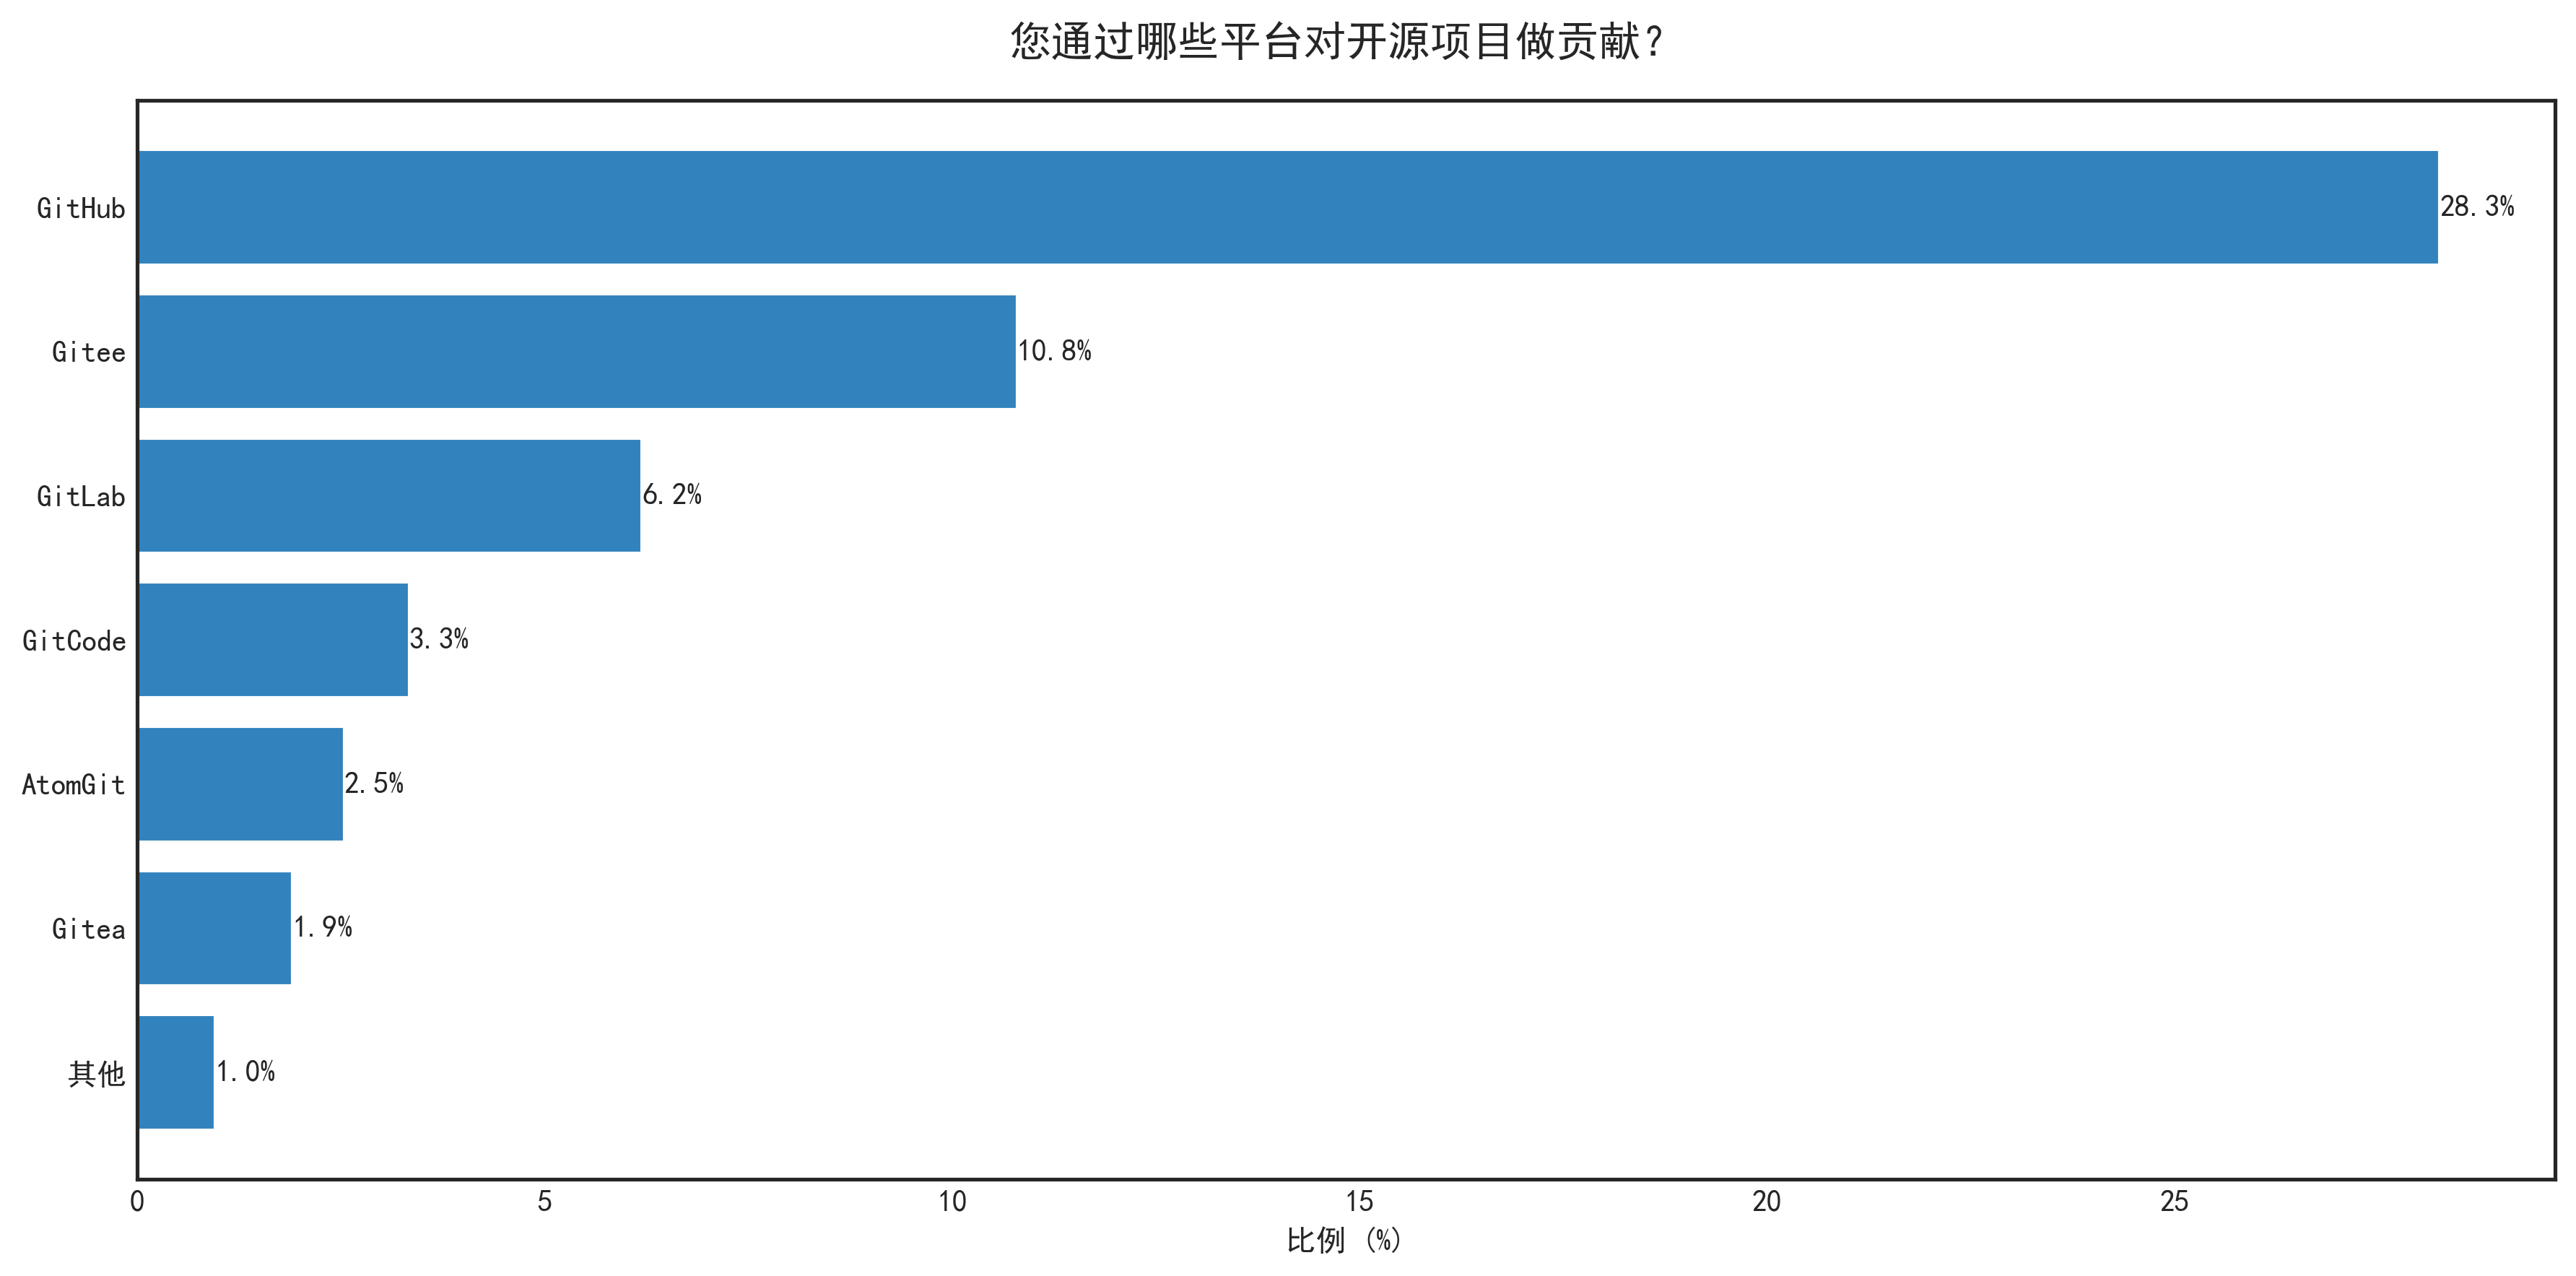 您通过哪些平台对开源项目做贡献？
GitHub 28.3%
Gitee 10.8%
GitLab 6.2%
GitCode 3.3%
AtomGit 2.5%
Gitea 1.9%
其他 1.0%
0 5 10 15 20 25
比例 (%)